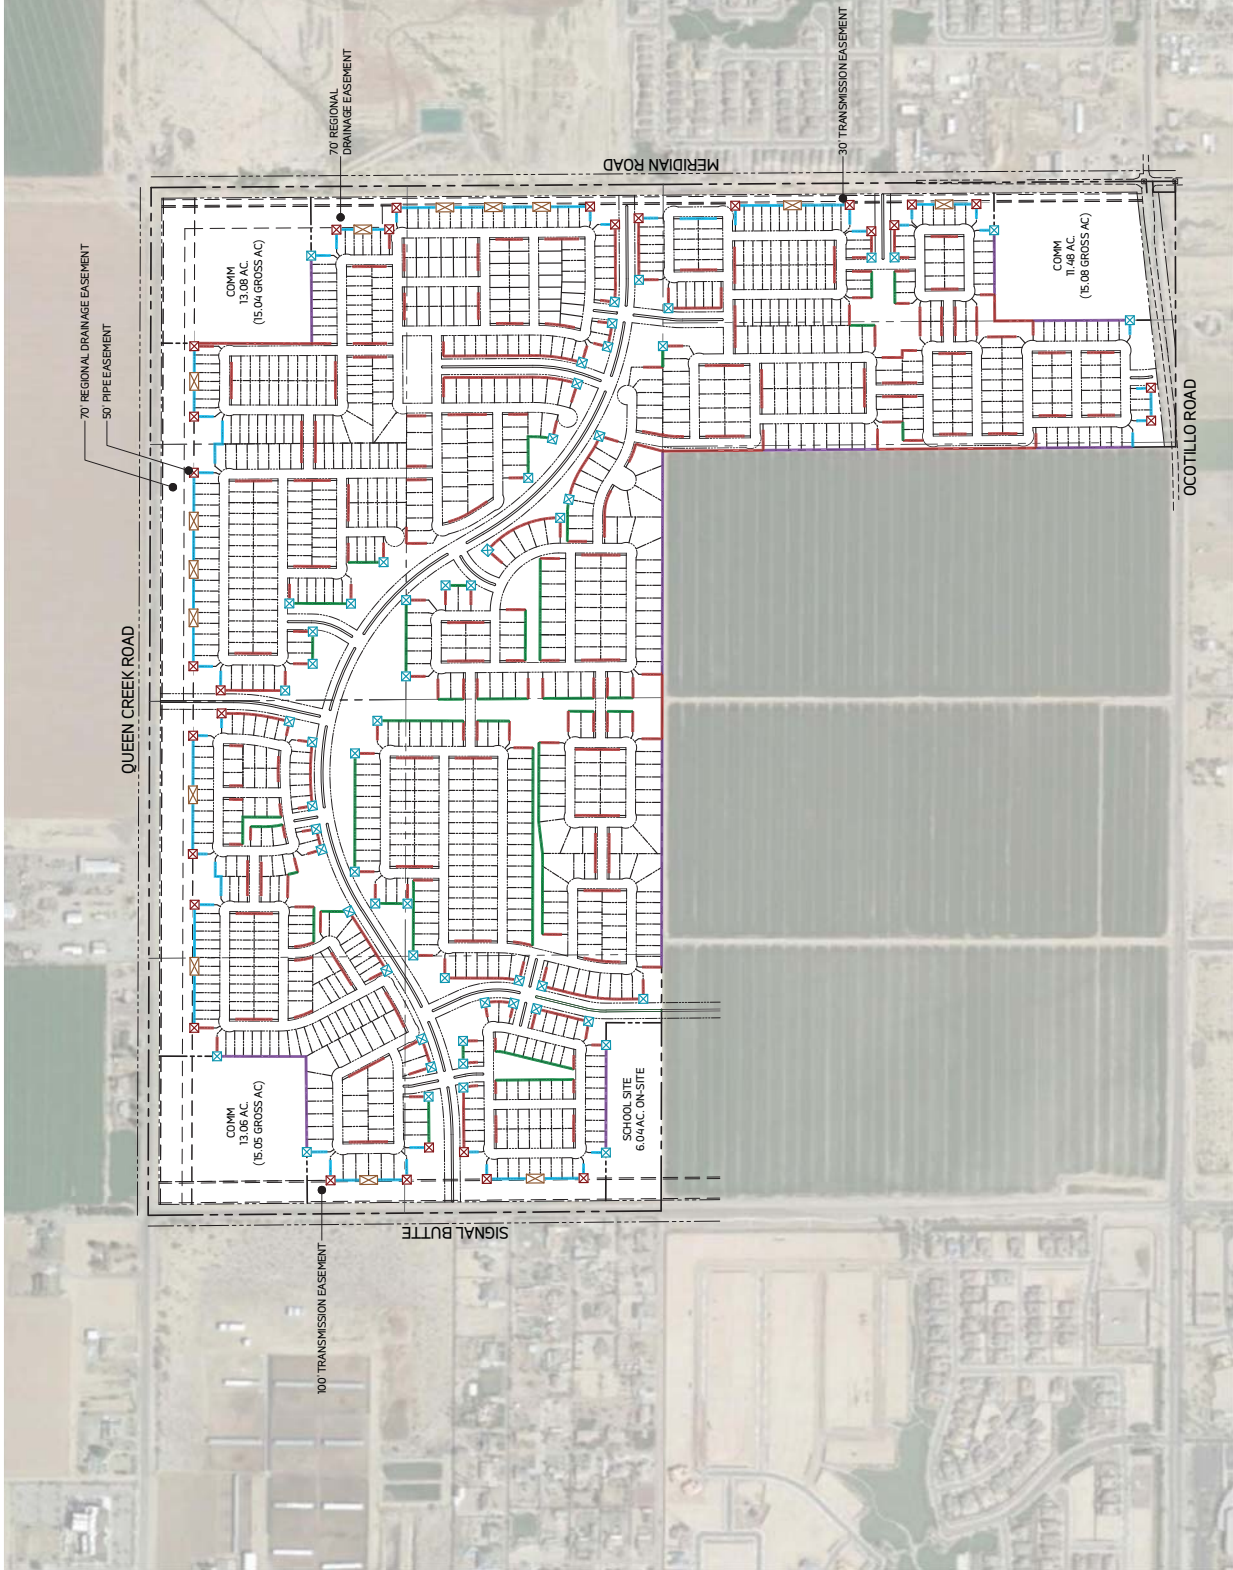 70' REGIONAL DRAINAGE EASEMENT
50' PIPE EASEMENT
70' REGIONAL
DRAINAGE EASEMENT
30' TRANSMISSION EASEMENT
MERIDIAN ROAD
QUEEN CREEK ROAD
COMM
13.08 AC.
(15.04 GROSS AC)
COMM
11.48 AC.
(15.08 GROSS AC)
OCOTILLO ROAD
COMM
13.06 AC.
(15.05 GROSS AC)
SCHOOL SITE
6.04 AC. ON-SITE
SIGNAL BUTTE
100' TRANSMISSION EASEMENT